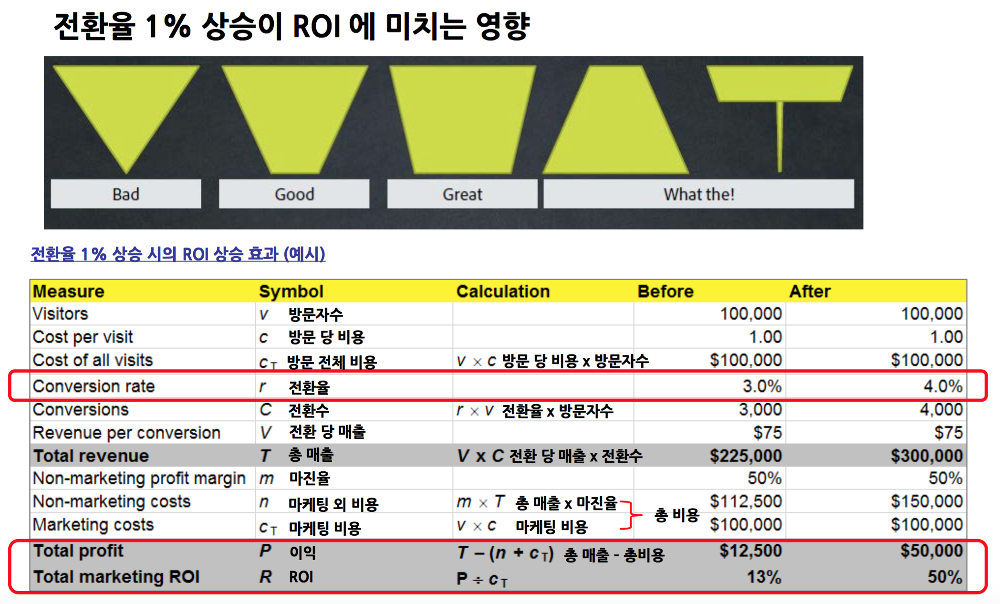 전환율 1% 상승이 ROI 에 미치는 영향
Bad Good Great What the!
전환율 1% 상승 시의 ROI 상승 효과 (예시)
Measure Symbol Calculation Before After
Visitors v 방문자수 100,000 100,000
Cost per visit c 방문 당 비용 1.00 1.00
Cost of all visits cT 방문 전체 비용 v × c 방문 당 비용 x 방문자수 $100,000 $100,000
Conversion rate r 전환율 3.0% 4.0%
Conversions C 전환수 r × v 전환율 x 방문자수 3,000 4,000
Revenue per conversion V 전환 당 매출 $75 $75
Total revenue T 총 매출 V x C 전환 당 매출 x 전환수 $225,000 $300,000
Non-marketing profit margin m 마진율 50% 50%
Non-marketing costs n 마케팅 외 비용 m × T 총 매출 x 마진율 $112,500 $150,000
총 비용
Marketing costs cT 마케팅 비용 v × c 마케팅 비용 $100,000 $100,000
Total profit P 이익 T – (n + cT) 총 매출 - 총비용 $12,500 $50,000
Total marketing ROI R ROI P ÷ cT 13% 50%